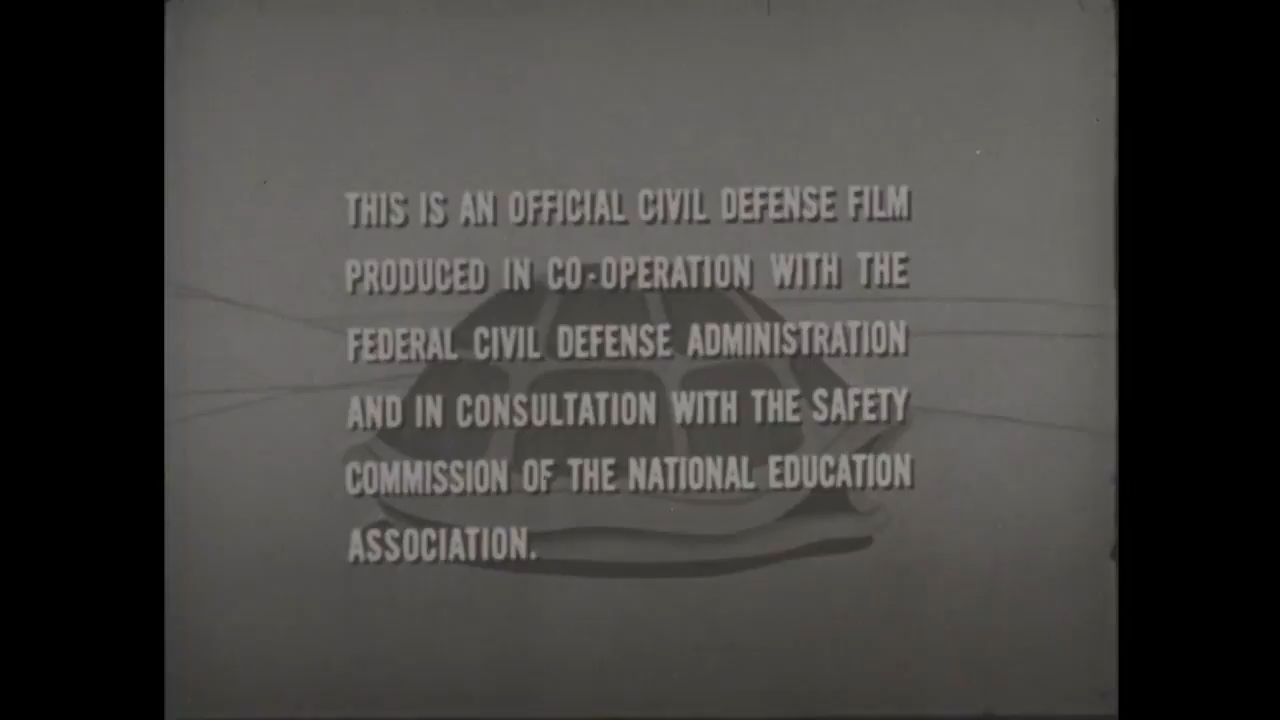 THIS IS AN OFFICIAL CIVIL DEFENSE FILM
PRODUCED IN CO-OPERATION WITH THE
FEDERAL CIVIL DEFENSE ADMINISTRATION
AND IN CONSULTATION WITH THE SAFETY
COMMISSION OF THE NATIONAL EDUCATION
ASSOCIATION.